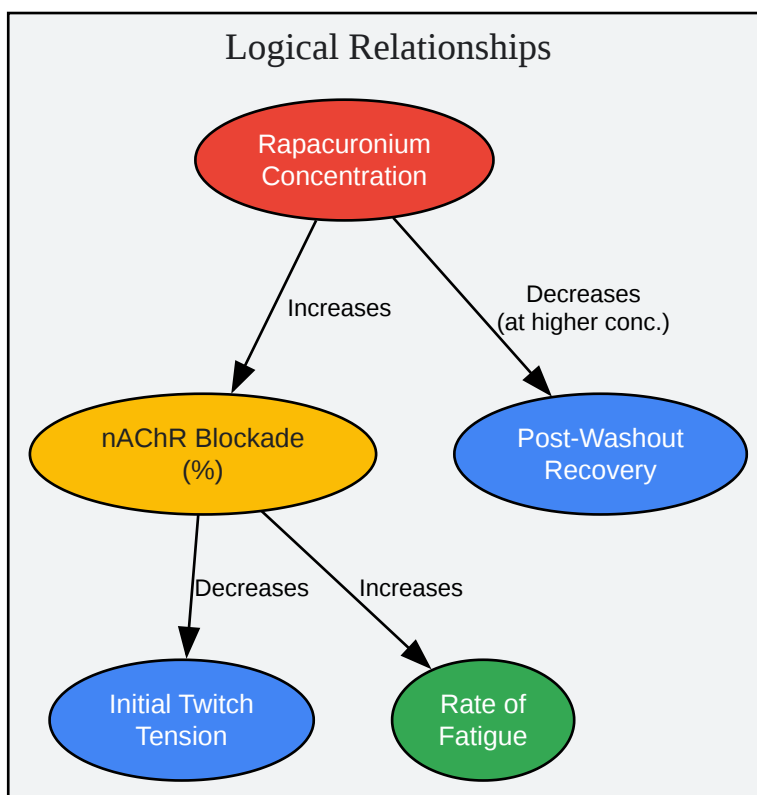 Logical Relationships
Rapacuronium
Concentration
Increases
Decreases
(at higher conc.)
nAChR Blockade
(%)
Post-Washout
Recovery
Decreases
Increases
Initial Twitch
Tension
Rate of
Fatigue